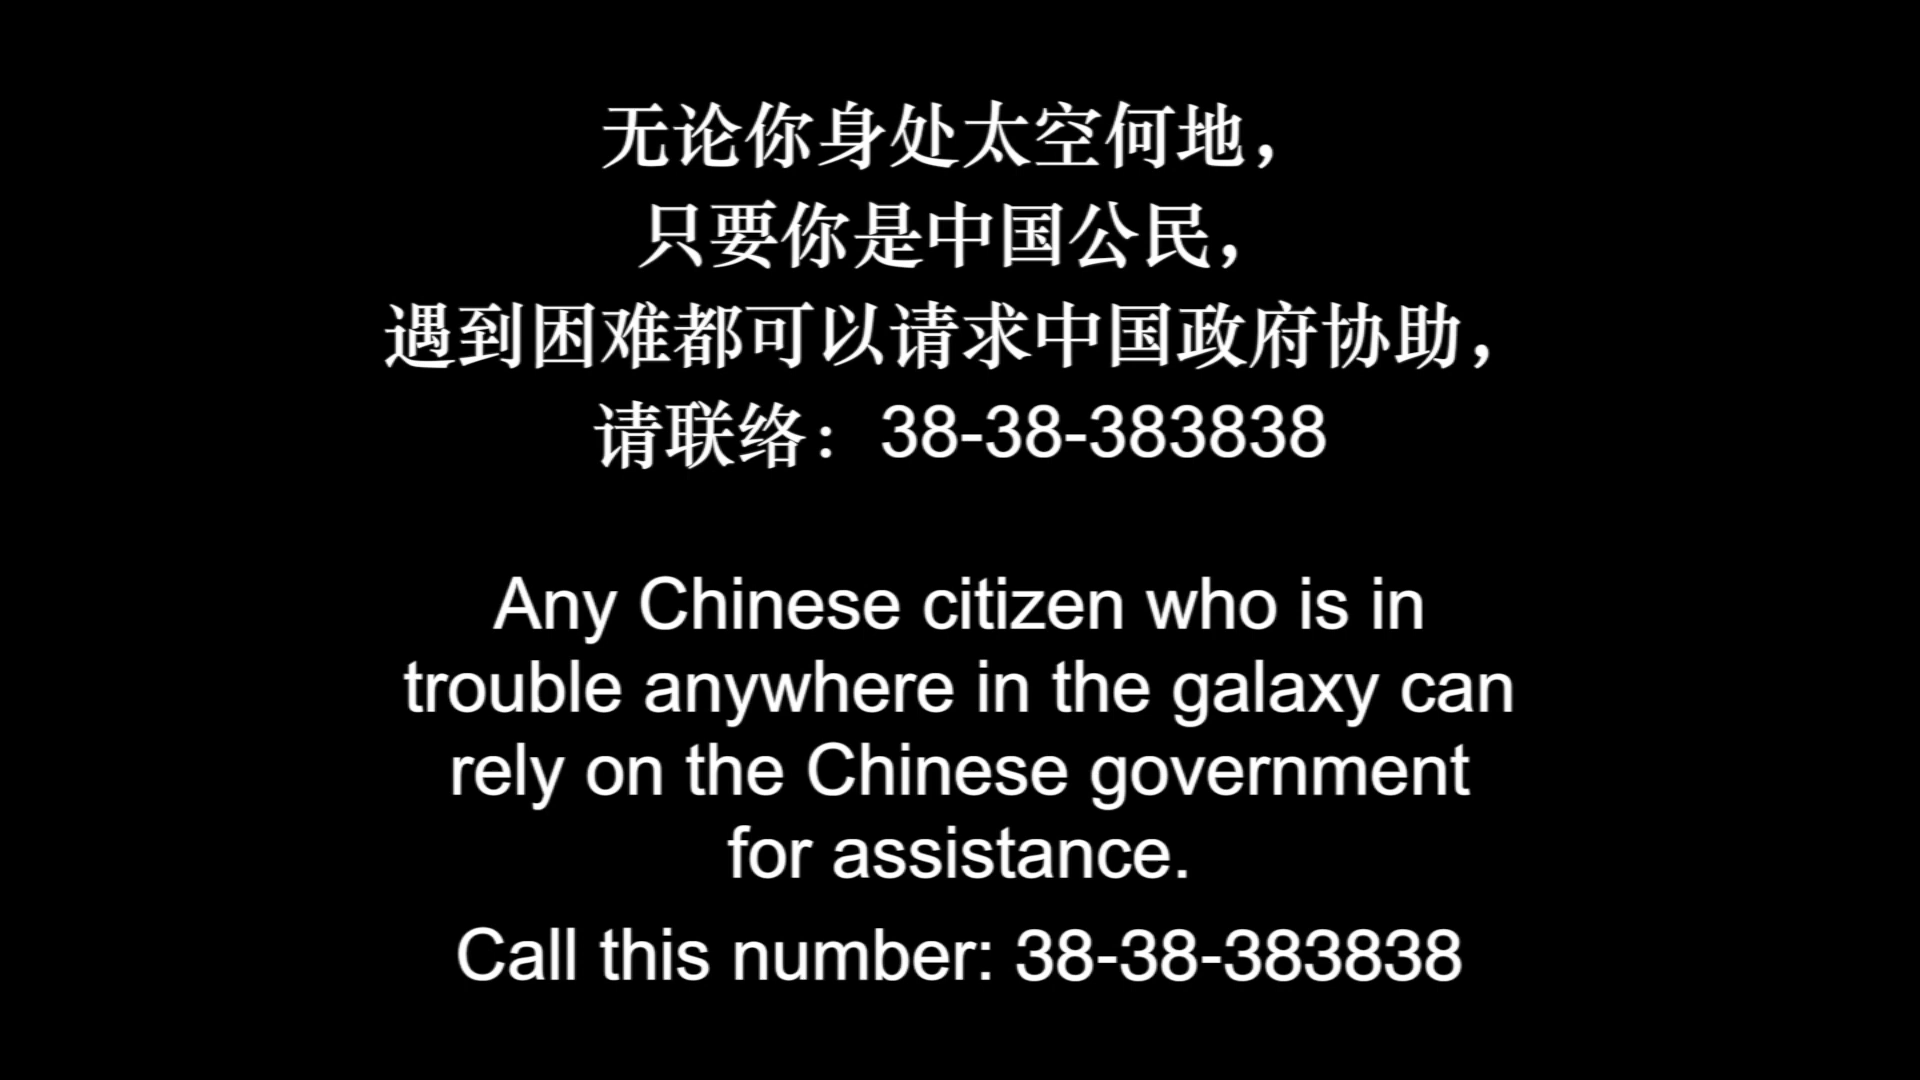 无论你身处太空何地，
只要你是中国公民，
遇到困难都可以请求中国政府协助，
请联络：38-38-383838
Any Chinese citizen who is in
trouble anywhere in the galaxy can
rely on the Chinese government
for assistance.
Call this number: 38-38-383838